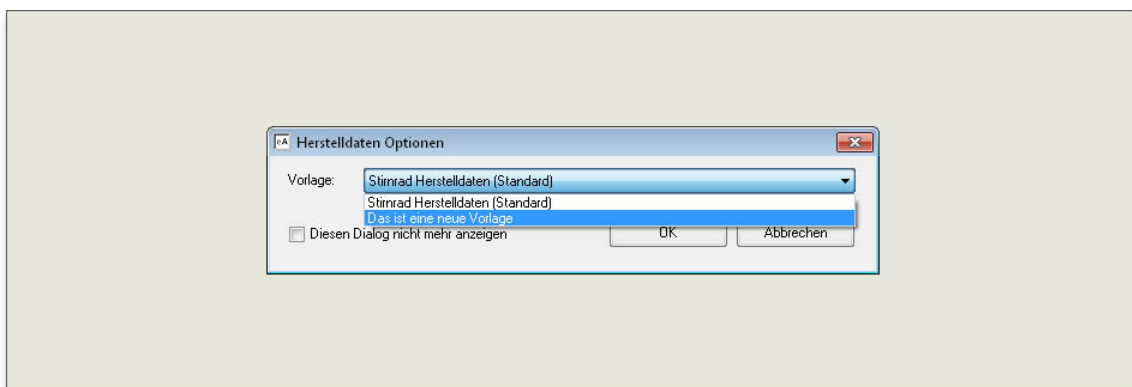 eA Herstelldaten Optionen
Vorlage: Stirnrad Herstelldaten (Standard)
Stirnrad Herstelldaten (Standard)
Das ist eine neue Vorlage
Diesen Dialog nicht mehr anzeigen OK Abbrechen